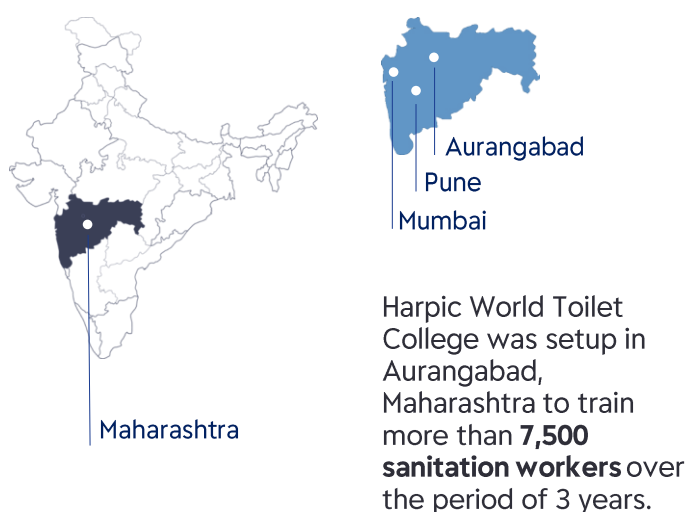 Aurangabad
Pune
Mumbai
Maharashtra
Harpic World Toilet
College was setup in
Aurangabad,
Maharashtra to train
more than 7,500
sanitation workers over
the period of 3 years.